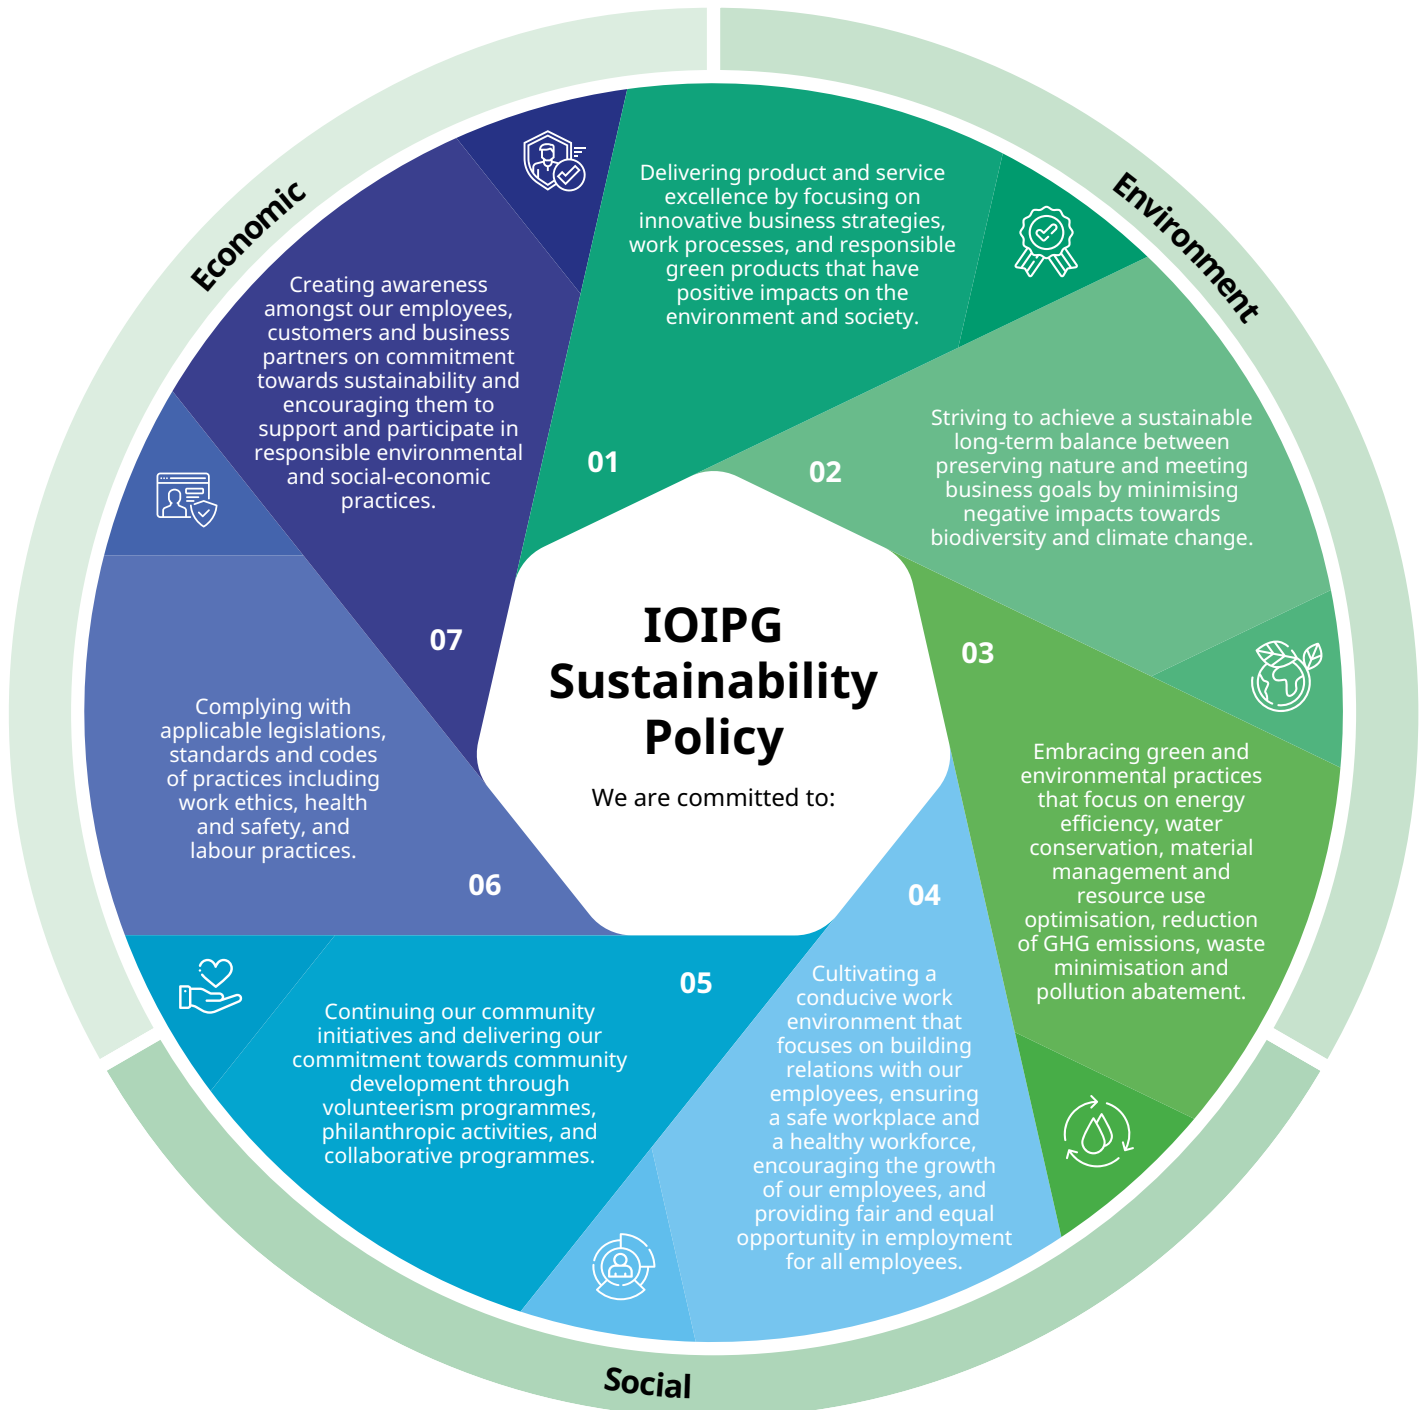 IOIPG
Sustainability
Policy
We are committed to:
Environment
Social
Economic
01
Delivering product and service
excellence by focusing on
innovative business strategies,
work processes, and responsible
green products that have
positive impacts on the
environment and society.
02
Striving to achieve a sustainable
long-term balance between
preserving nature and meeting
business goals by minimising
negative impacts towards
biodiversity and climate change.
03
Embracing green and
environmental practices
that focus on energy
efficiency, water
conservation, material
management and
resource use
optimisation, reduction
of GHG emissions, waste
minimisation and
pollution abatement.
04
Cultivating a
conducive work
environment that
focuses on building
relations with our
employees, ensuring
a safe workplace and
a healthy workforce,
encouraging the growth
of our employees, and
providing fair and equal
opportunity in employment
for all employees.
05
Continuing our community
initiatives and delivering our
commitment towards community
development through
volunteerism programmes,
philanthropic activities, and
collaborative programmes.
06
Complying with
applicable legislations,
standards and codes
of practices including
work ethics, health
and safety, and
labour practices.
07
Creating awareness
amongst our employees,
customers and business
partners on commitment
towards sustainability and
encouraging them to
support and participate in
responsible environmental
and social-economic
practices.